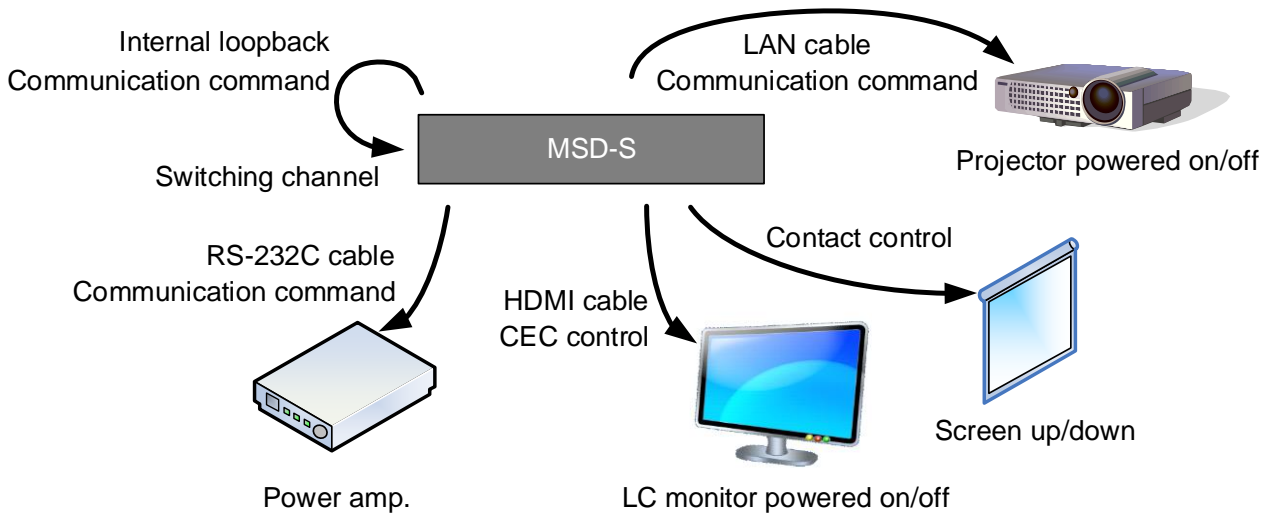 Internal loopback
Communication command
LAN cable
Communication command
MSD-S
Switching channel
Projector powered on/off
RS-232C cable
Communication command
HDMI cable
CEC control
Contact control
Screen up/down
Power amp.
LC monitor powered on/off